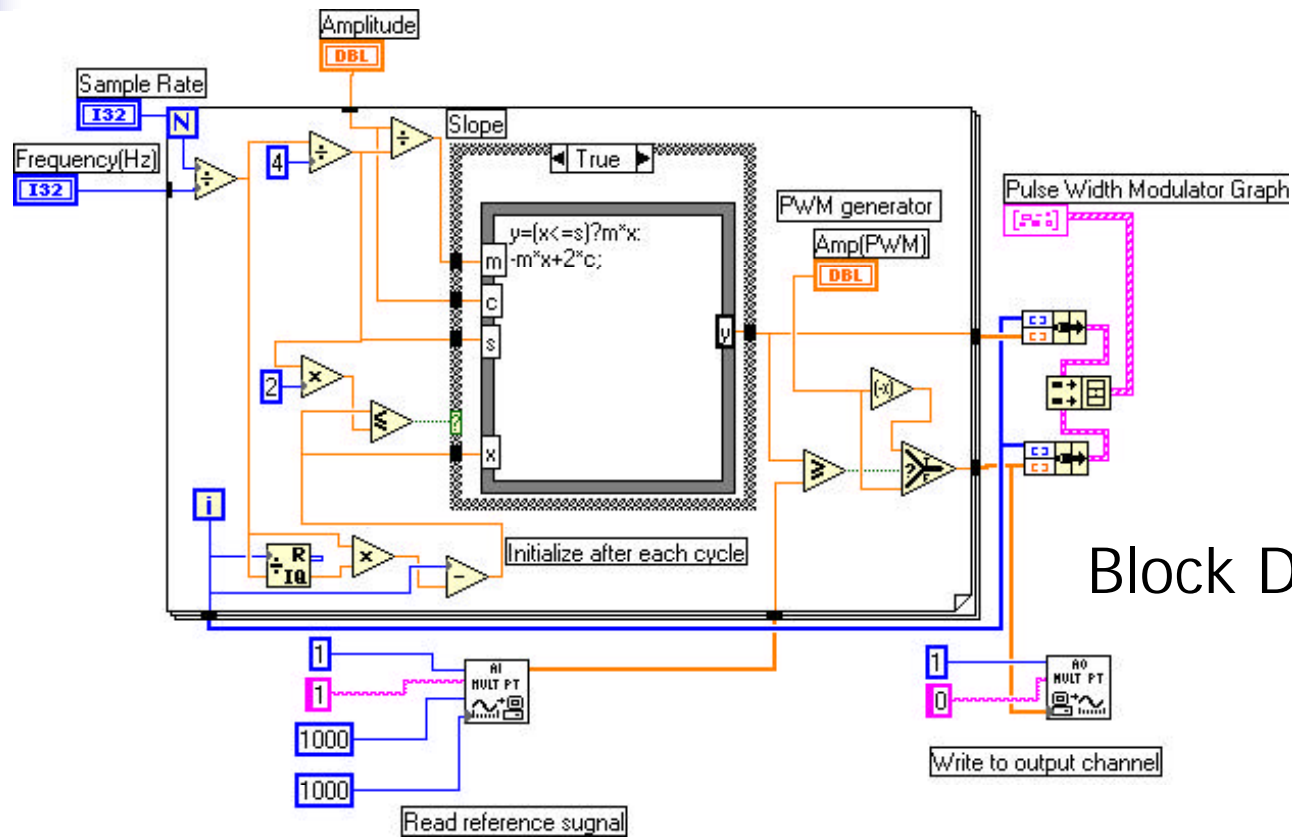 Amplitude
DBL
Sample Rate
I32
N
Slope
÷
÷
True
Frequency(Hz)
4
÷
I32
Pulse Width Modulator Graph
PWM generator
y=(x<=s)?m*x:
-m*x+2*c;
Amp(PWM)
m
DBL
c
y
s
2
x
≤
?
(-x)
x
≥
?
i
R
÷ IQ
x
-
Initialize after each cycle
Block D
1
AI
MULT PT
1
1
AO
MULT PT
0
1000
1000
Write to output channel
Read reference sugnal